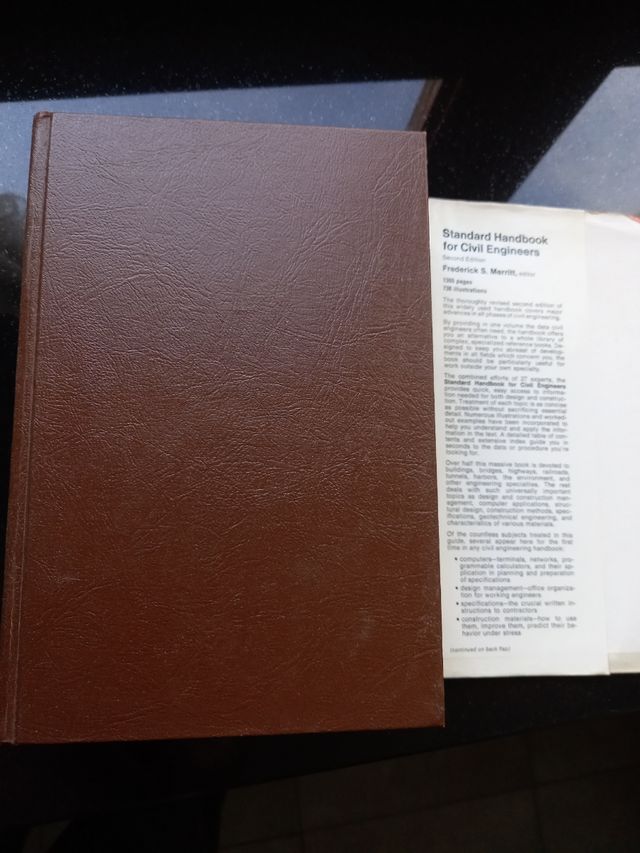 Standard Handbook
for Civil Engineers
Second Edition
Frederick S. Merritt, editor
1300 pages
738 illustrations
The thoroughly revised second edition of
this widely used handbook covers major
advances in all phases of civil engineering.
By providing in one volume the data civil
engineers often need, the handbook offers
you an alternative to a whole library of
complex, specialized reference books. De-
signed to keep you abreast of develop-
ments in all fields which concern you, the
book should be particularly useful for
work outside your own specialty.
The combined efforts of 27 experts, the
Standard Handbook for Civil Engineers
provides quick, easy access to informa-
tion needed for both design and construc-
tion. Treatment of each topic is as concise
as possible without sacrificing essential
detail. Numerous illustrations and worked-
out examples have been incorporated to
help you understand and apply the infor-
mation in the text. A detailed table of con-
tents and extensive index guide you in
seconds to the data or procedure you're
looking for.
Over half this massive book is devoted to
buildings, bridges, highways, railroads,
tunnels, harbors, the environment, and
other engineering specialties. The rest
deals with such universally important
topics as design and construction man-
agement, computer applications, struc-
tural design, construction methods, spec-
ifications, geotechnical engineering, and
characteristics of various materials.
Of the countless subjects treated in this
guide, several appear here for the first
time in any civil engineering handbook:
• computers—terminals, networks, pro-
grammable calculators, and their ap-
plication in planning and preparation
of specifications
• design management—office organiza-
tion for working engineers
• specifications—the crucial written in-
structions to contractors
• construction materials—how to use
them, improve them, predict their be-
havior under stress
(continued on back flap)